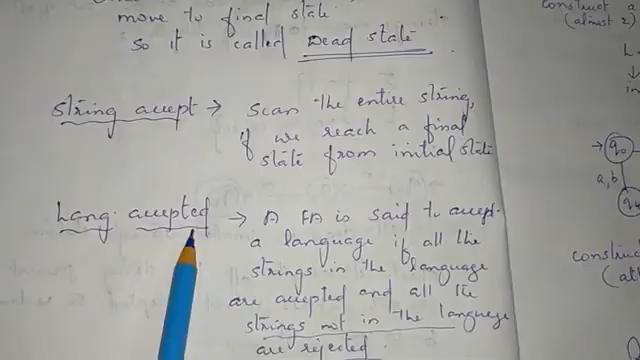 move to final state
So it is called Dead state.
String accept → Scan the entire string,
if we reach a final
state from initial state
Lang. accepted → A FA is said to accept
a language if all the
strings in the language
are accepted and all the
strings not in the language
are rejected.
construct a
(atmost 2)
L
q0
a,b
construct
(at